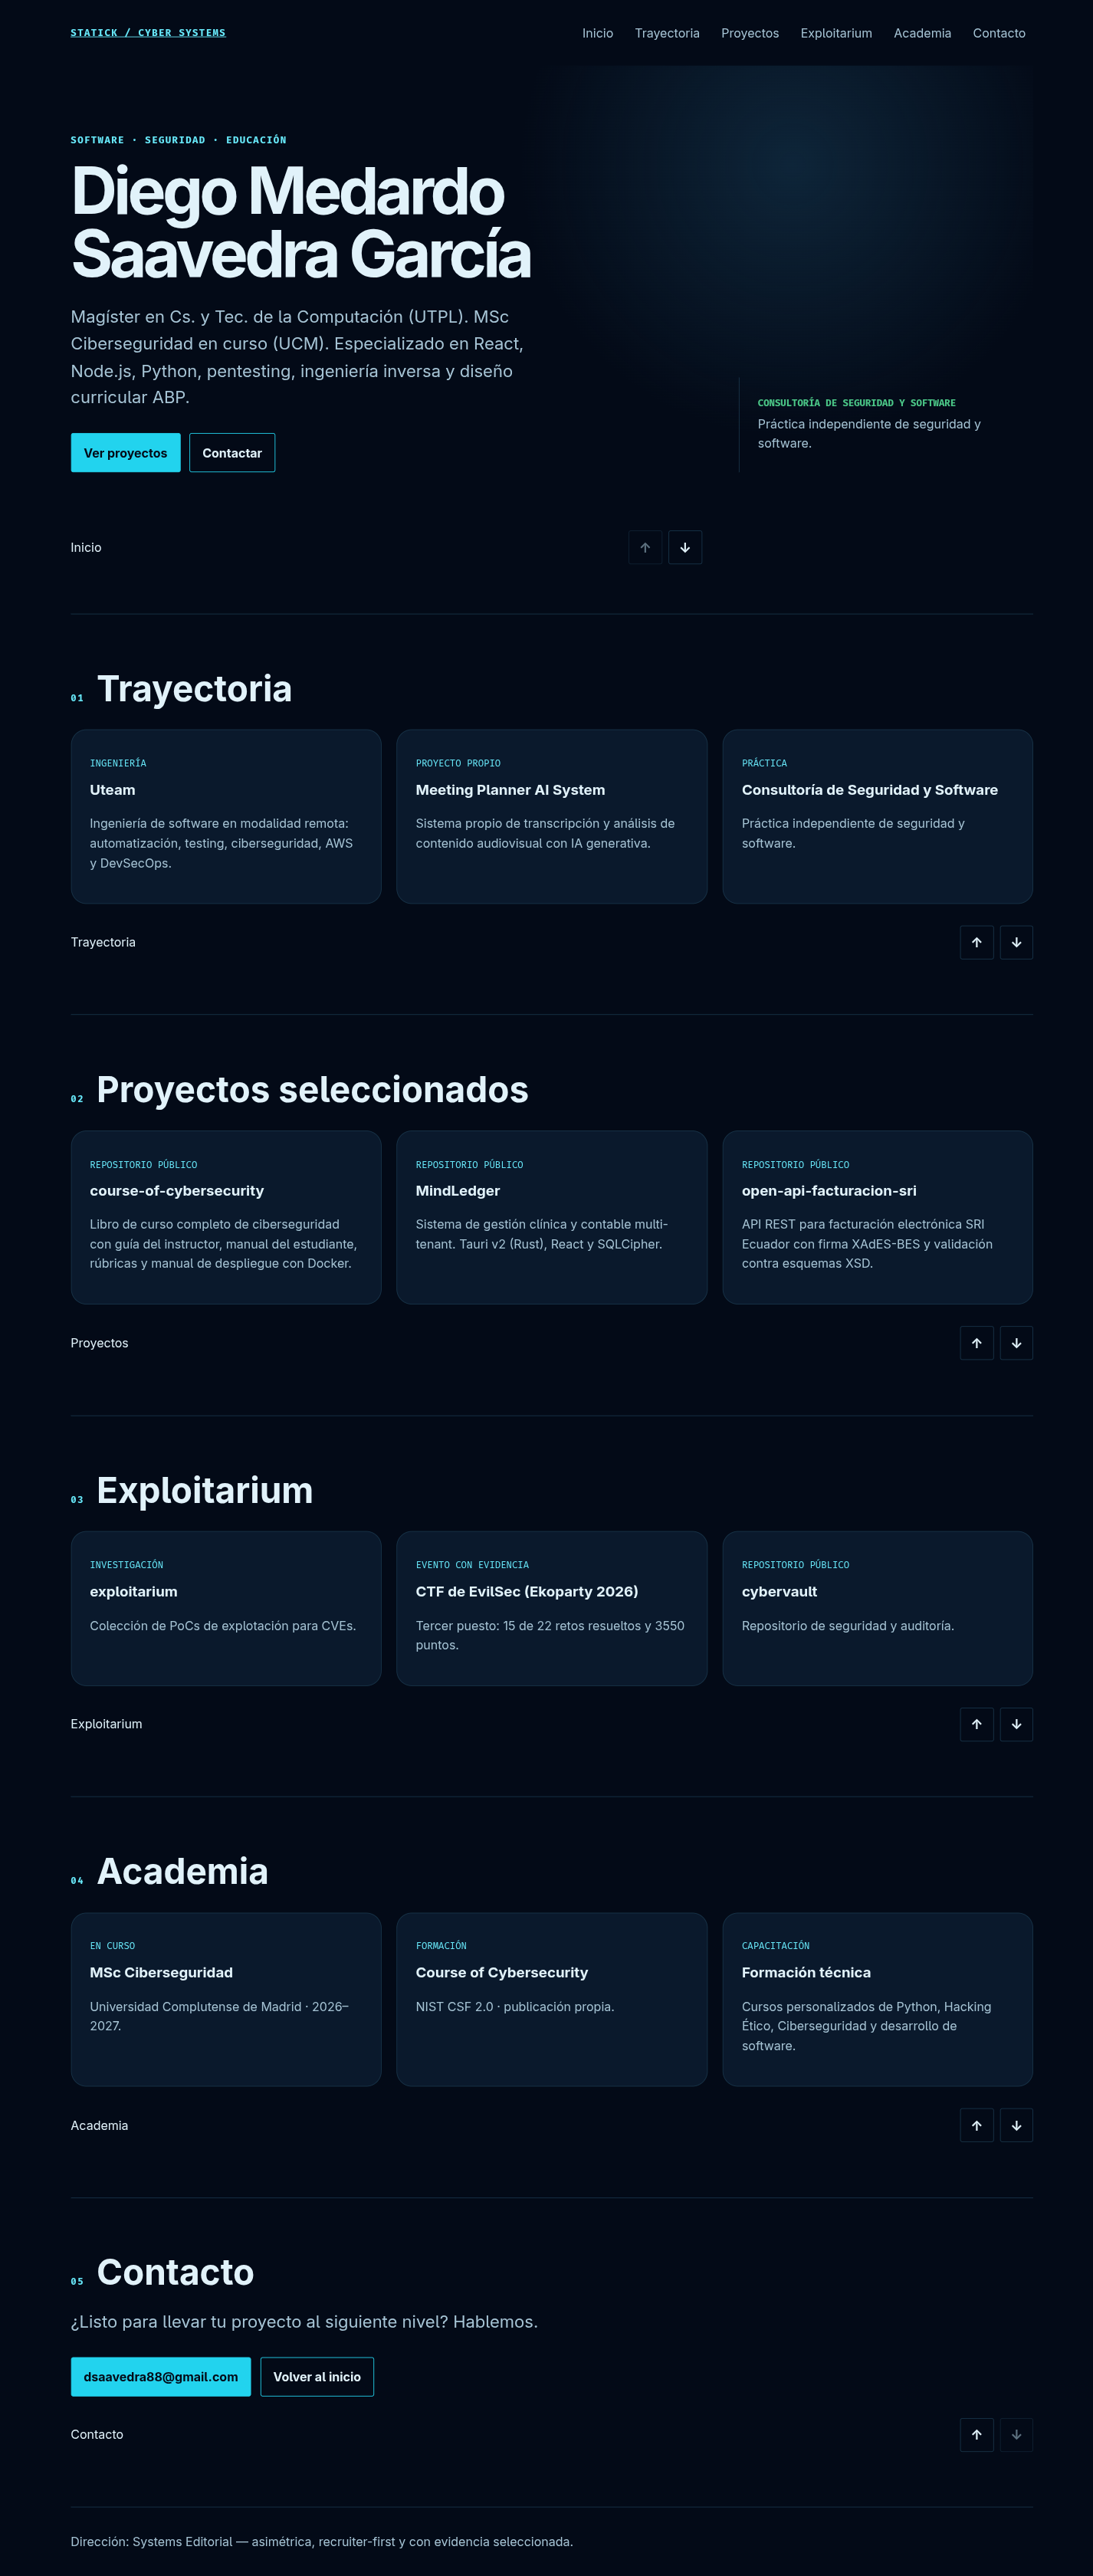 STATICK / CYBER SYSTEMS
Inicio
Trayectoria
Proyectos
Exploitarium
Academia
Contacto
SOFTWARE · SEGURIDAD · EDUCACIÓN
Diego Medardo
Saavedra García
Magíster en Cs. y Tec. de la Computación (UTPL). MSc
Ciberseguridad en curso (UCM). Especializado en React,
Node.js, Python, pentesting, ingeniería inversa y diseño
curricular ABP.
Ver proyectos
Contactar
CONSULTORÍA DE SEGURIDAD Y SOFTWARE
Práctica independiente de seguridad y
software.
Inicio
↑
↓
01 Trayectoria
INGENIERÍA
Uteam
Ingeniería de software en modalidad remota:
automatización, testing, ciberseguridad, AWS
y DevSecOps.
PROYECTO PROPIO
Meeting Planner AI System
Sistema propio de transcripción y análisis de
contenido audiovisual con IA generativa.
PRÁCTICA
Consultoría de Seguridad y Software
Práctica independiente de seguridad y
software.
Trayectoria
↑
↓
02 Proyectos seleccionados
REPOSITORIO PÚBLICO
course-of-cybersecurity
Libro de curso completo de ciberseguridad
con guía del instructor, manual del estudiante,
rúbricas y manual de despliegue con Docker.
REPOSITORIO PÚBLICO
MindLedger
Sistema de gestión clínica y contable multi-
tenant. Tauri v2 (Rust), React y SQLCipher.
REPOSITORIO PÚBLICO
open-api-facturacion-sri
API REST para facturación electrónica SRI
Ecuador con firma XAdES-BES y validación
contra esquemas XSD.
Proyectos
↑
↓
03 Exploitarium
INVESTIGACIÓN
exploitarium
Colección de PoCs de explotación para CVEs.
EVENTO CON EVIDENCIA
CTF de EvilSec (Ekoparty 2026)
Tercer puesto: 15 de 22 retos resueltos y 3550
puntos.
REPOSITORIO PÚBLICO
cybervault
Repositorio de seguridad y auditoría.
Exploitarium
↑
↓
04 Academia
EN CURSO
MSc Ciberseguridad
Universidad Complutense de Madrid · 2026–
2027.
FORMACIÓN
Course of Cybersecurity
NIST CSF 2.0 · publicación propia.
CAPACITACIÓN
Formación técnica
Cursos personalizados de Python, Hacking
Ético, Ciberseguridad y desarrollo de
software.
Academia
↑
↓
05 Contacto
¿Listo para llevar tu proyecto al siguiente nivel? Hablemos.
dsaavedra88@gmail.com
Volver al inicio
Contacto
↑
↓
Dirección: Systems Editorial — asimétrica, recruiter-first y con evidencia seleccionada.